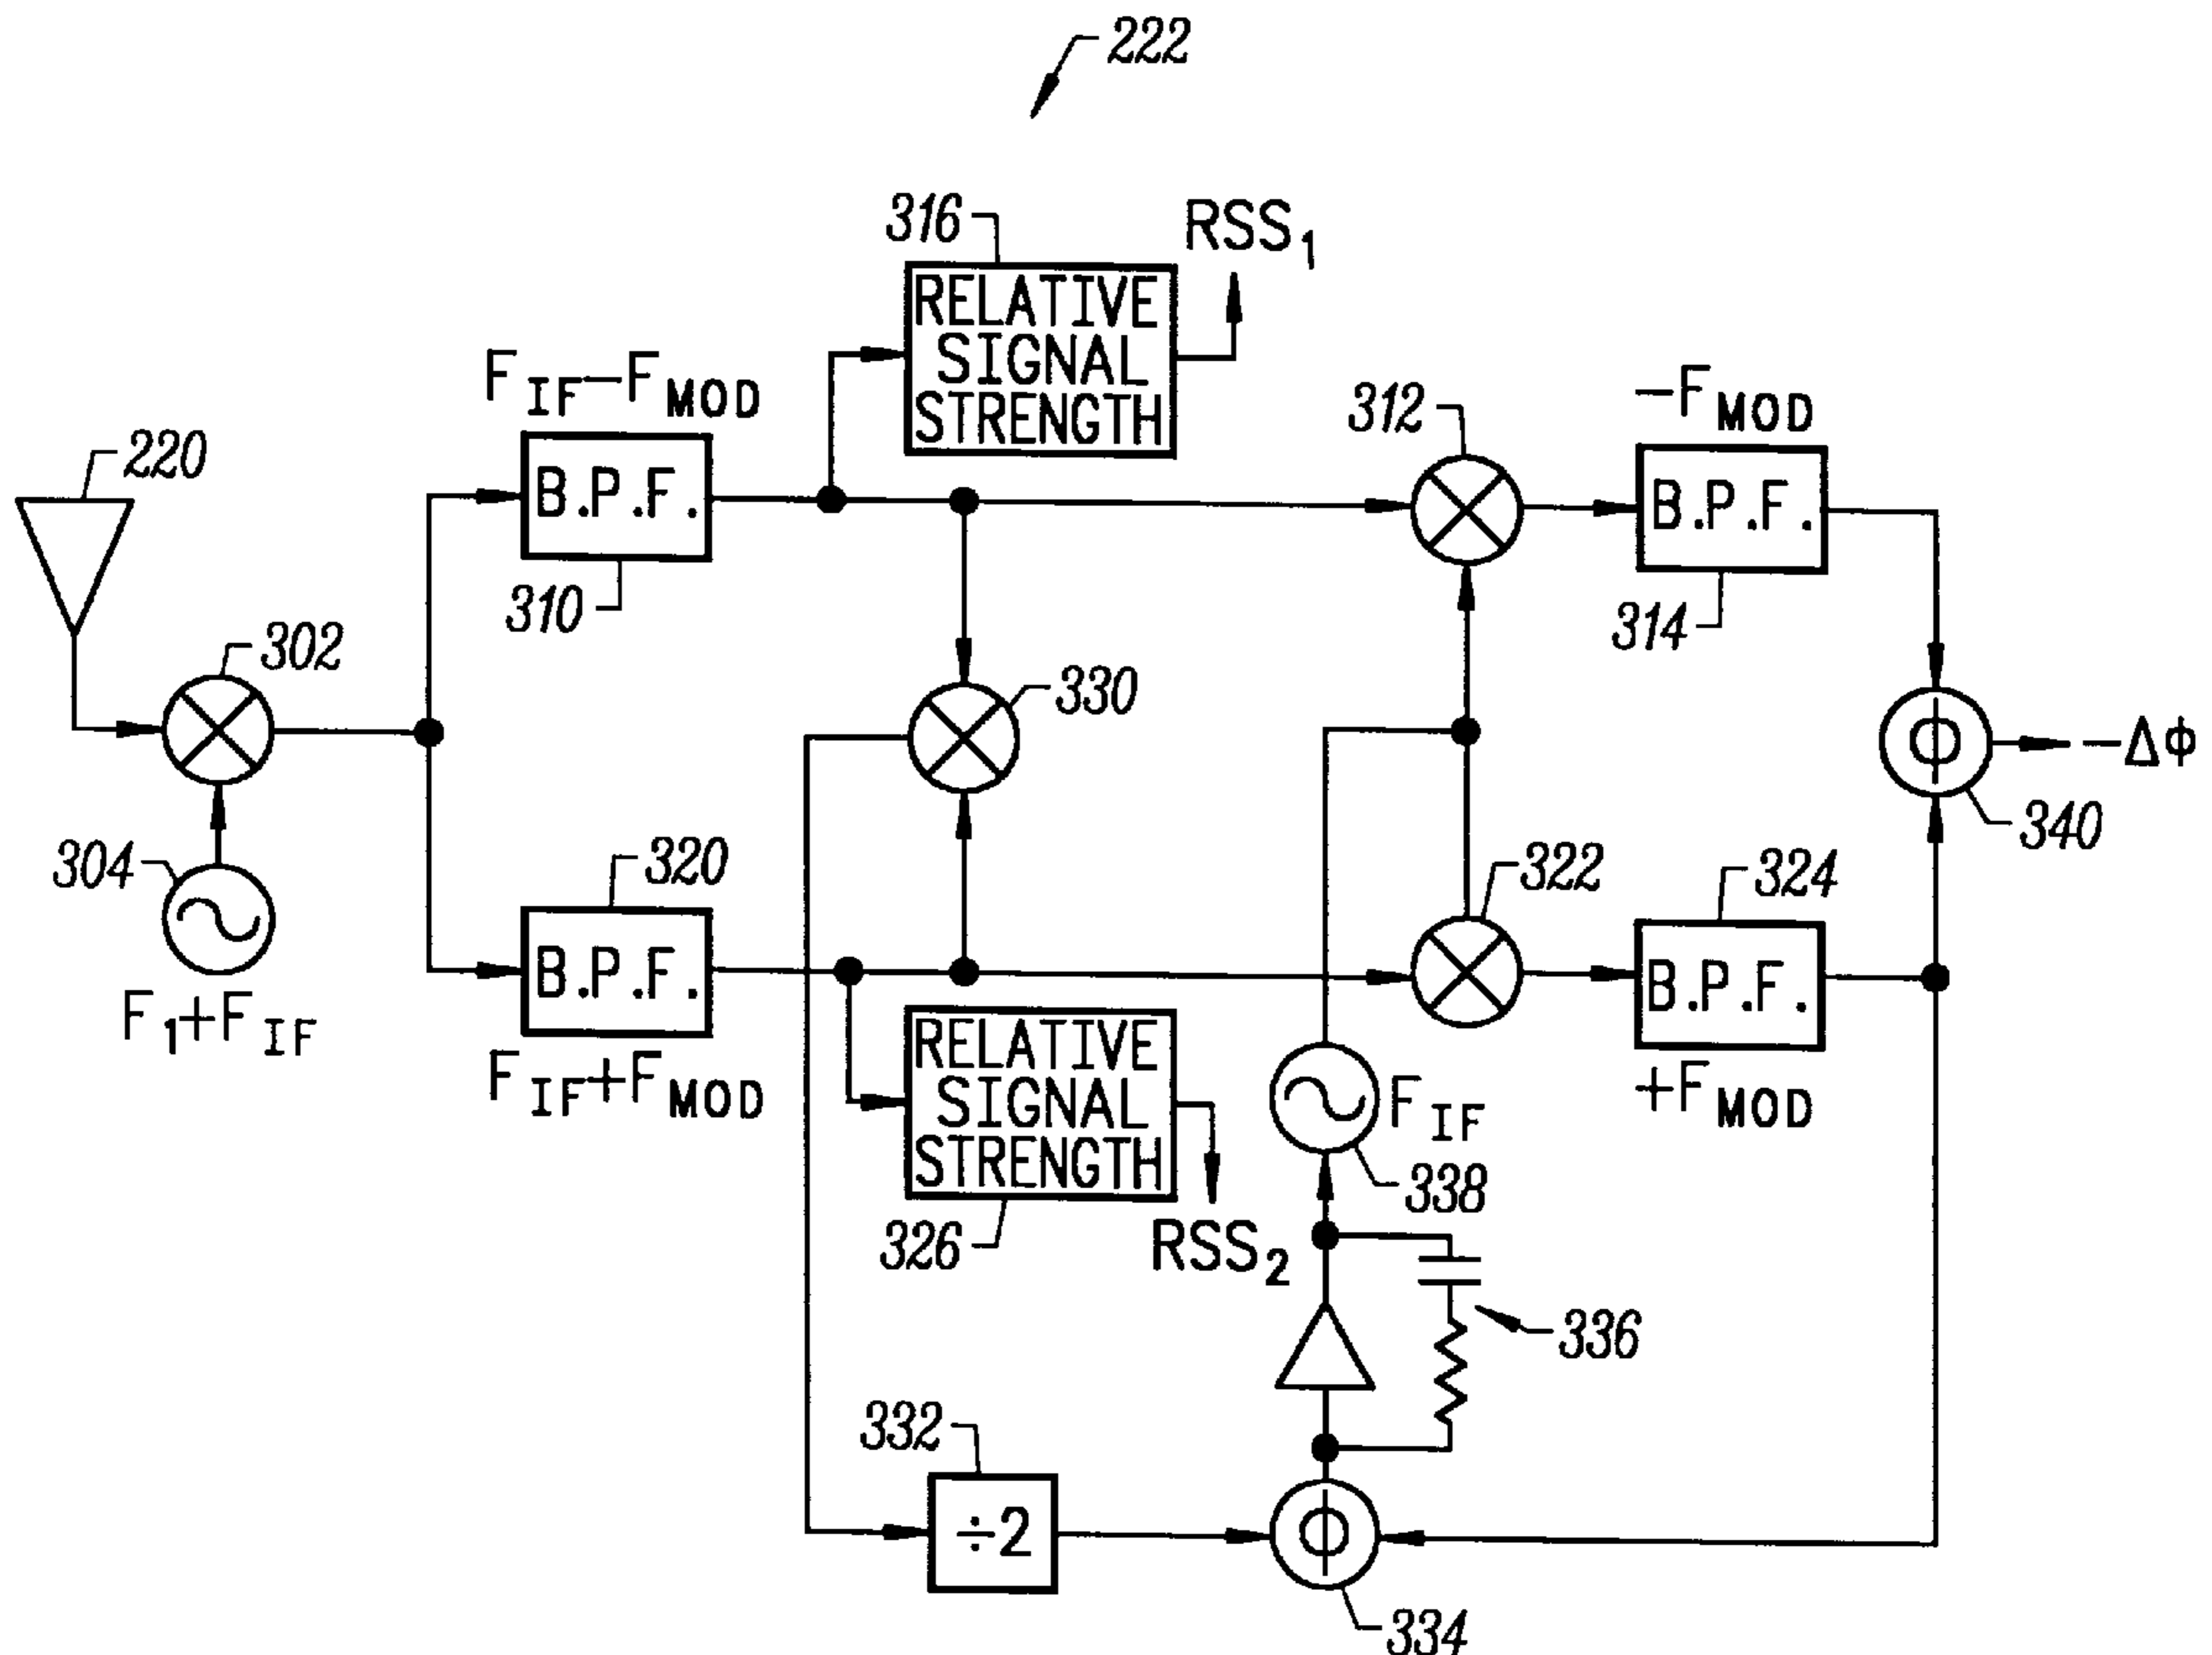 222
316
RSS1
RELATIVE
SIGNAL
STRENGTH
FIF−FMOD
312
−FMOD
220
B.P.F.
B.P.F.
310
314
302
330
−Δφ
340
304
320
322
324
B.P.F.
B.P.F.
F1+FIF
FIF+FMOD
RELATIVE
SIGNAL
STRENGTH
FIF
+FMOD
338
326
RSS2
336
332
÷2
334